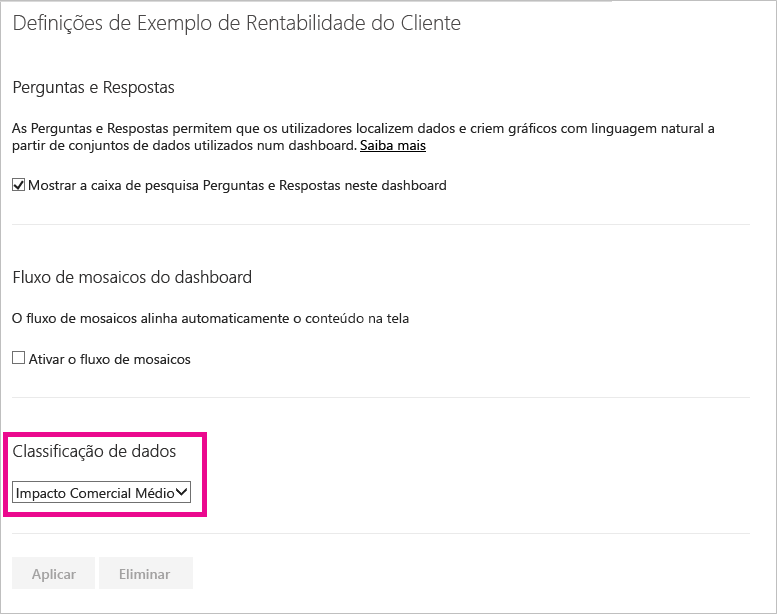 Definições de Exemplo de Rentabilidade do Cliente
Perguntas e Respostas
As Perguntas e Respostas permitem que os utilizadores localizem dados e criem gráficos com linguagem natural a
partir de conjuntos de dados utilizados num dashboard. Saiba mais
Mostrar a caixa de pesquisa Perguntas e Respostas neste dashboard
Fluxo de mosaicos do dashboard
O fluxo de mosaicos alinha automaticamente o conteúdo na tela
Ativar o fluxo de mosaicos
Classificação de dados
Impacto Comercial Médio
Aplicar Eliminar